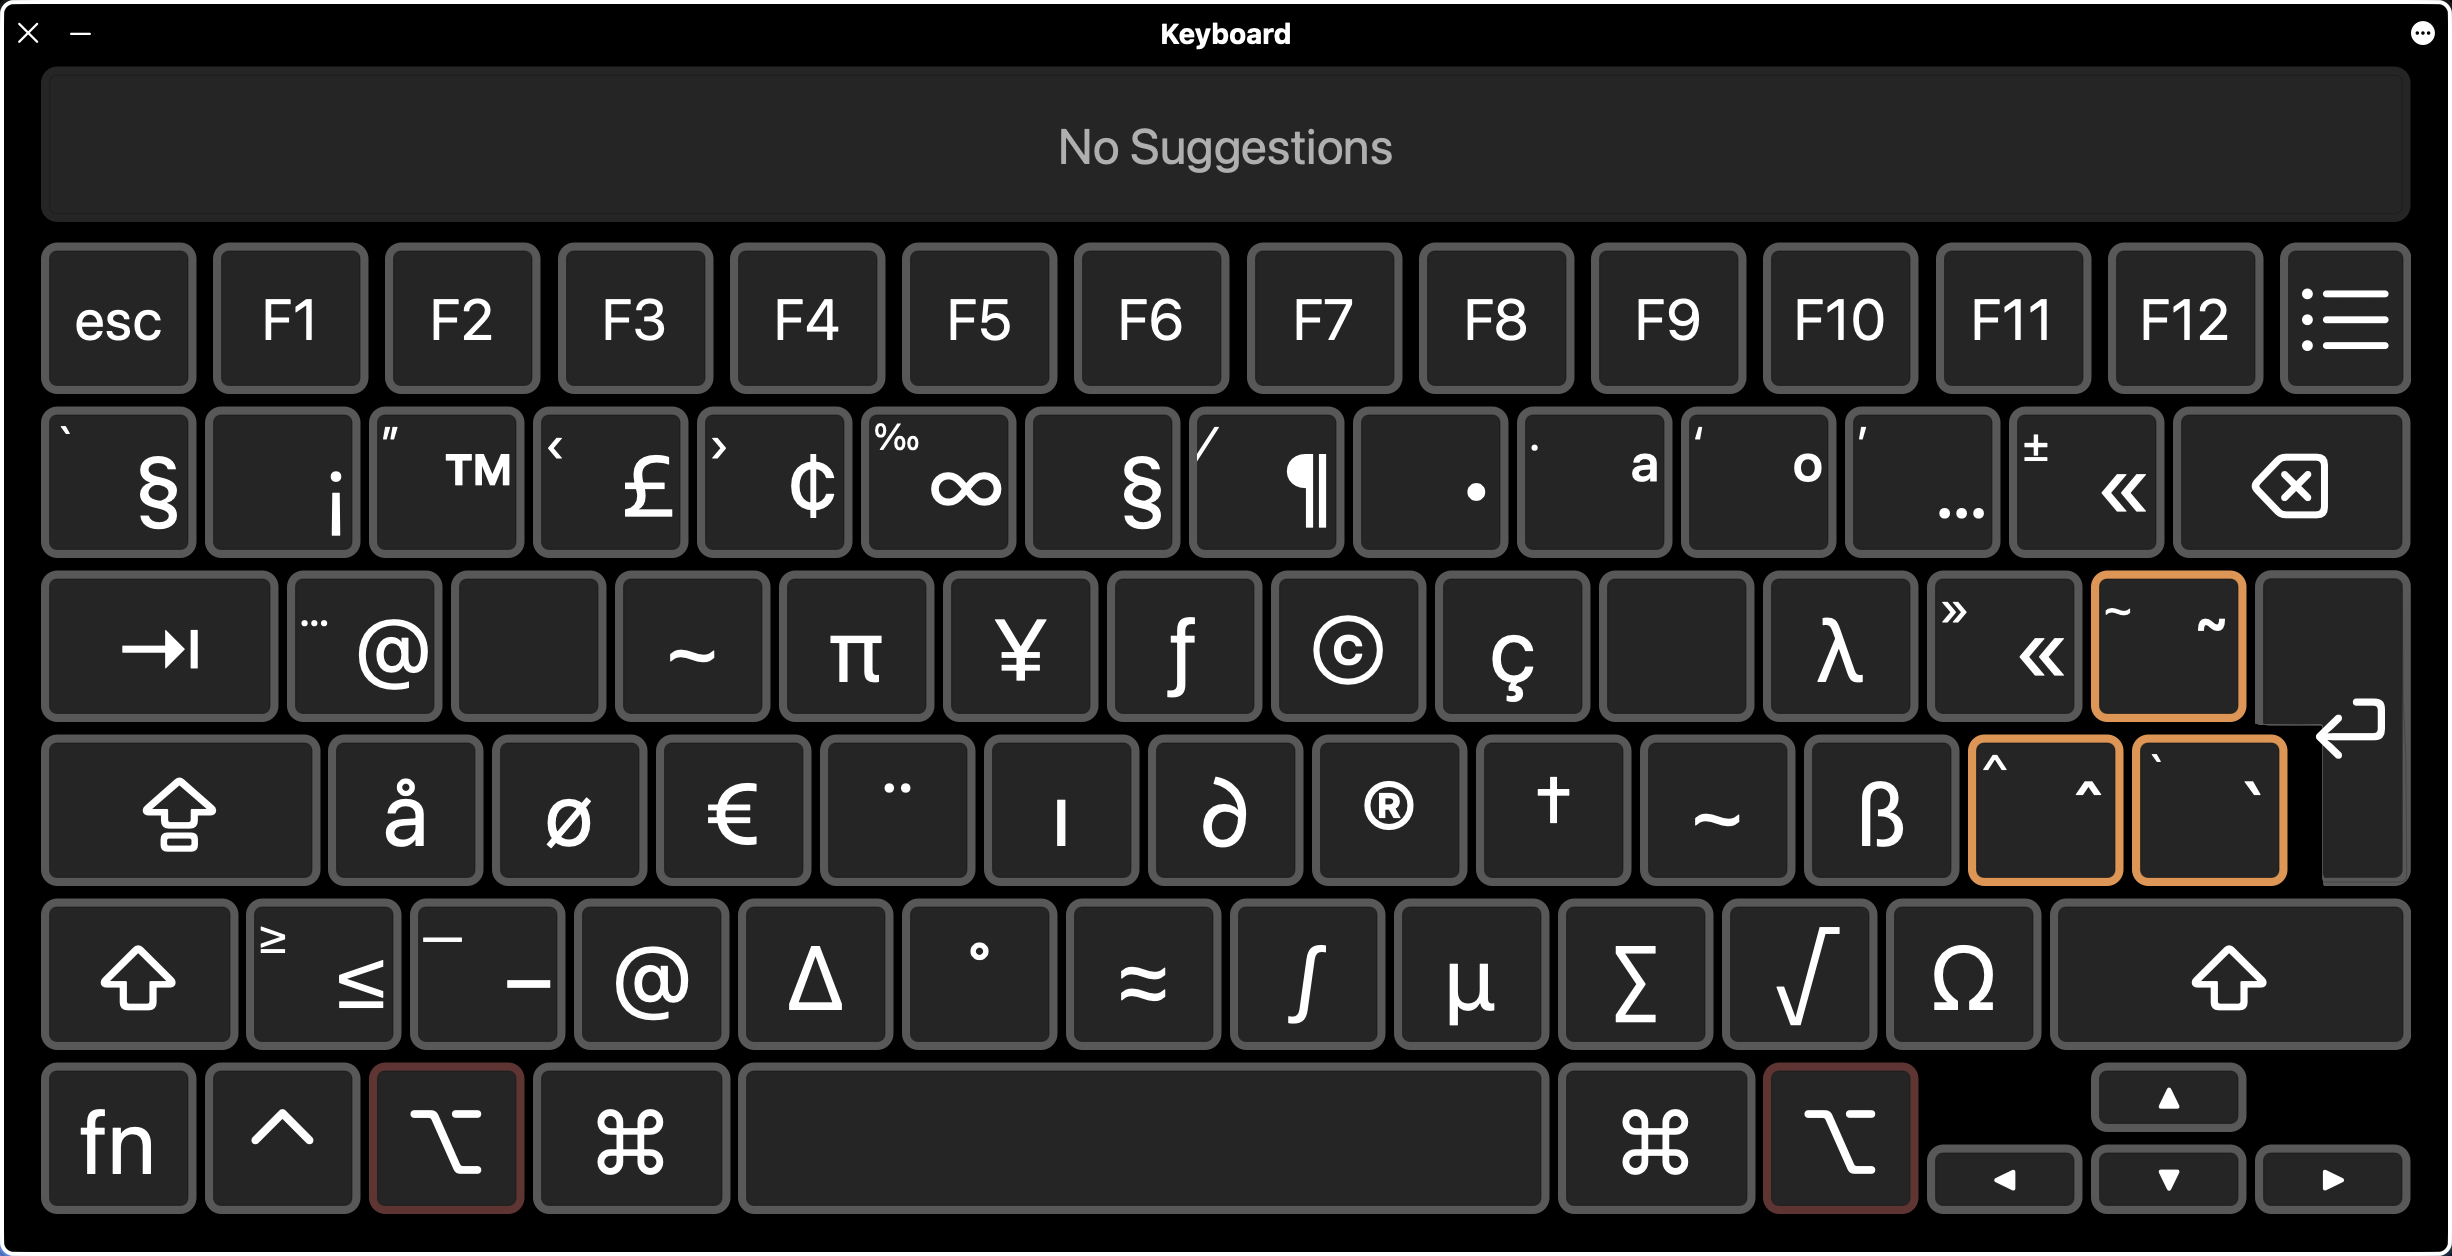 Keyboard
No Suggestions
esc F1 F2 F3 F4 F5 F6 F7 F8 F9 F10 F11 F12
` § ¡ " ™ ‹ £ › ¢ ‰ ∞ § ⁄ ¶ • · ª ' º ' … ± «
… @ ~ π ¥ ƒ © ç λ » « ~ ˜
å ø € ¨ ı ∂ ® † ~ ß ^ ˆ ` `
≥ ≤ — – @ ∆ ° ≈ ∫ µ ∑ √ Ω
fn ⌃ ⌥ ⌘ ⌘ ⌥